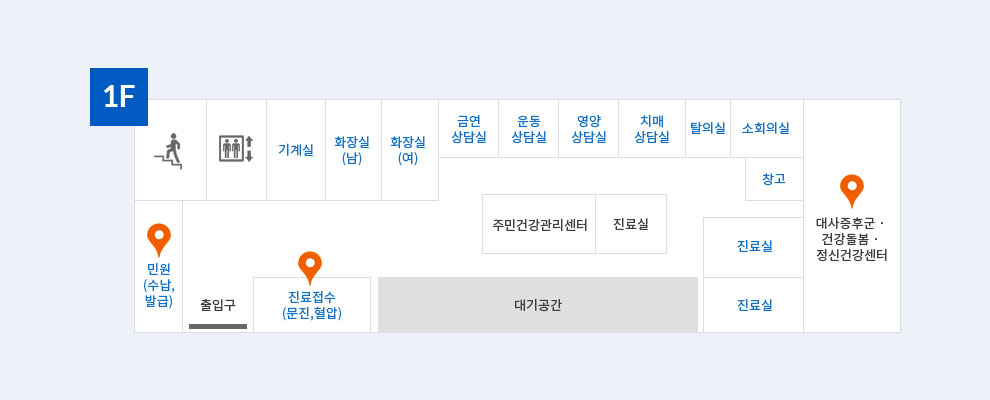 1F
기계실
화장실
(남)
화장실
(여)
금연
상담실
운동
상담실
영양
상담실
치매
상담실
탈의실
소회의실
창고
대사증후군 ·
건강돌봄 ·
정신건강센터
주민건강관리센터
진료실
진료실
진료실
민원
(수납,
발급)
출입구
진료접수
(문진,혈압)
대기공간